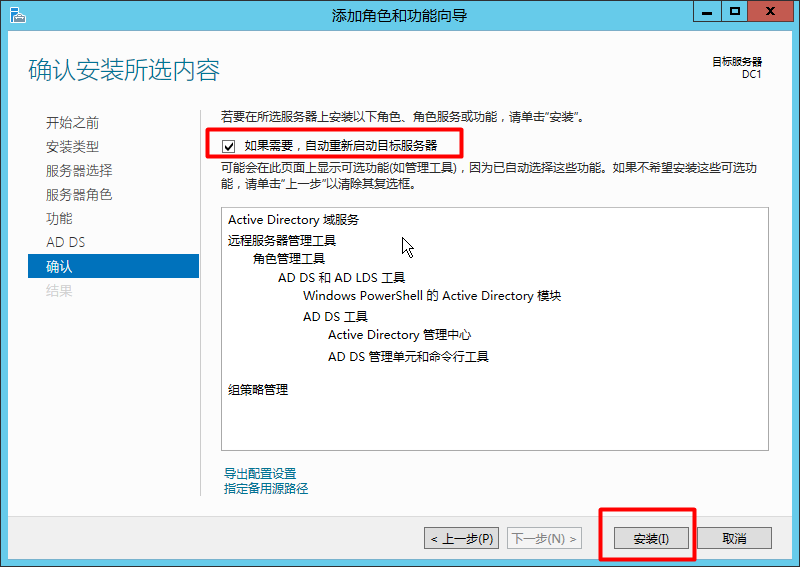 添加角色和功能向导
确认安装所选内容
目标服务器
DC1
开始之前
安装类型
服务器选择
服务器角色
功能
AD DS
确认
结果
若要在所选服务器上安装以下角色、角色服务或功能，请单击“安装”。
如果需要，自动重新启动目标服务器
可能会在此页面上显示可选功能(如管理工具)，因为已自动选择这些功能。如果不希望安装这些可选功
能，请单击“上一步”以清除其复选框。
Active Directory 域服务
远程服务器管理工具
角色管理工具
AD DS 和 AD LDS 工具
Windows PowerShell 的 Active Directory 模块
AD DS 工具
Active Directory 管理中心
AD DS 管理单元和命令行工具
组策略管理
导出配置设置
指定备用源路径
< 上一步(P)
下一步(N) >
安装(I)
取消